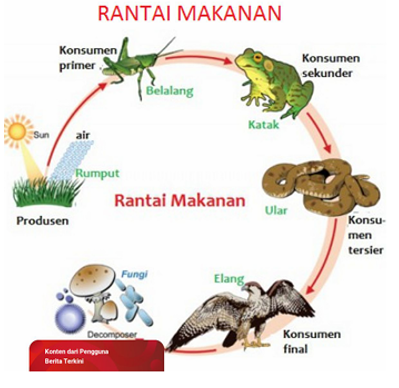 RANTAI MAKANAN
Konsumen
primer
Belalang
Konsumen
sekunder
Katak
Sun
air
Rumput
Produsen
Rantai Makanan
Ular
Konsu-
men
tersier
Elang
Konsumen
final
Fungi
Decomposer
Konten dari Pengguna
Berita Terkini